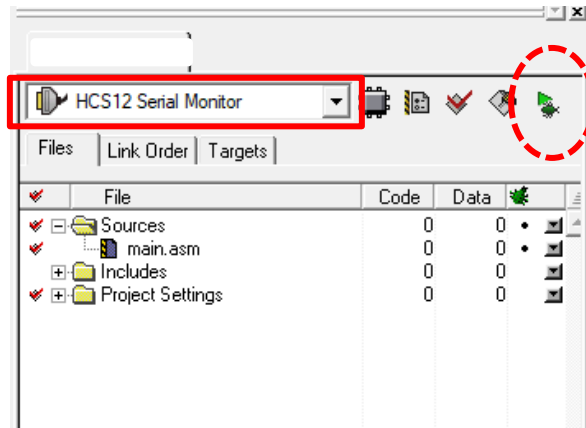 HCS12 Serial Monitor
Files Link Order Targets
File Code Data
Sources 0 0
main.asm 0 0
Includes 0 0
Project Settings 0 0